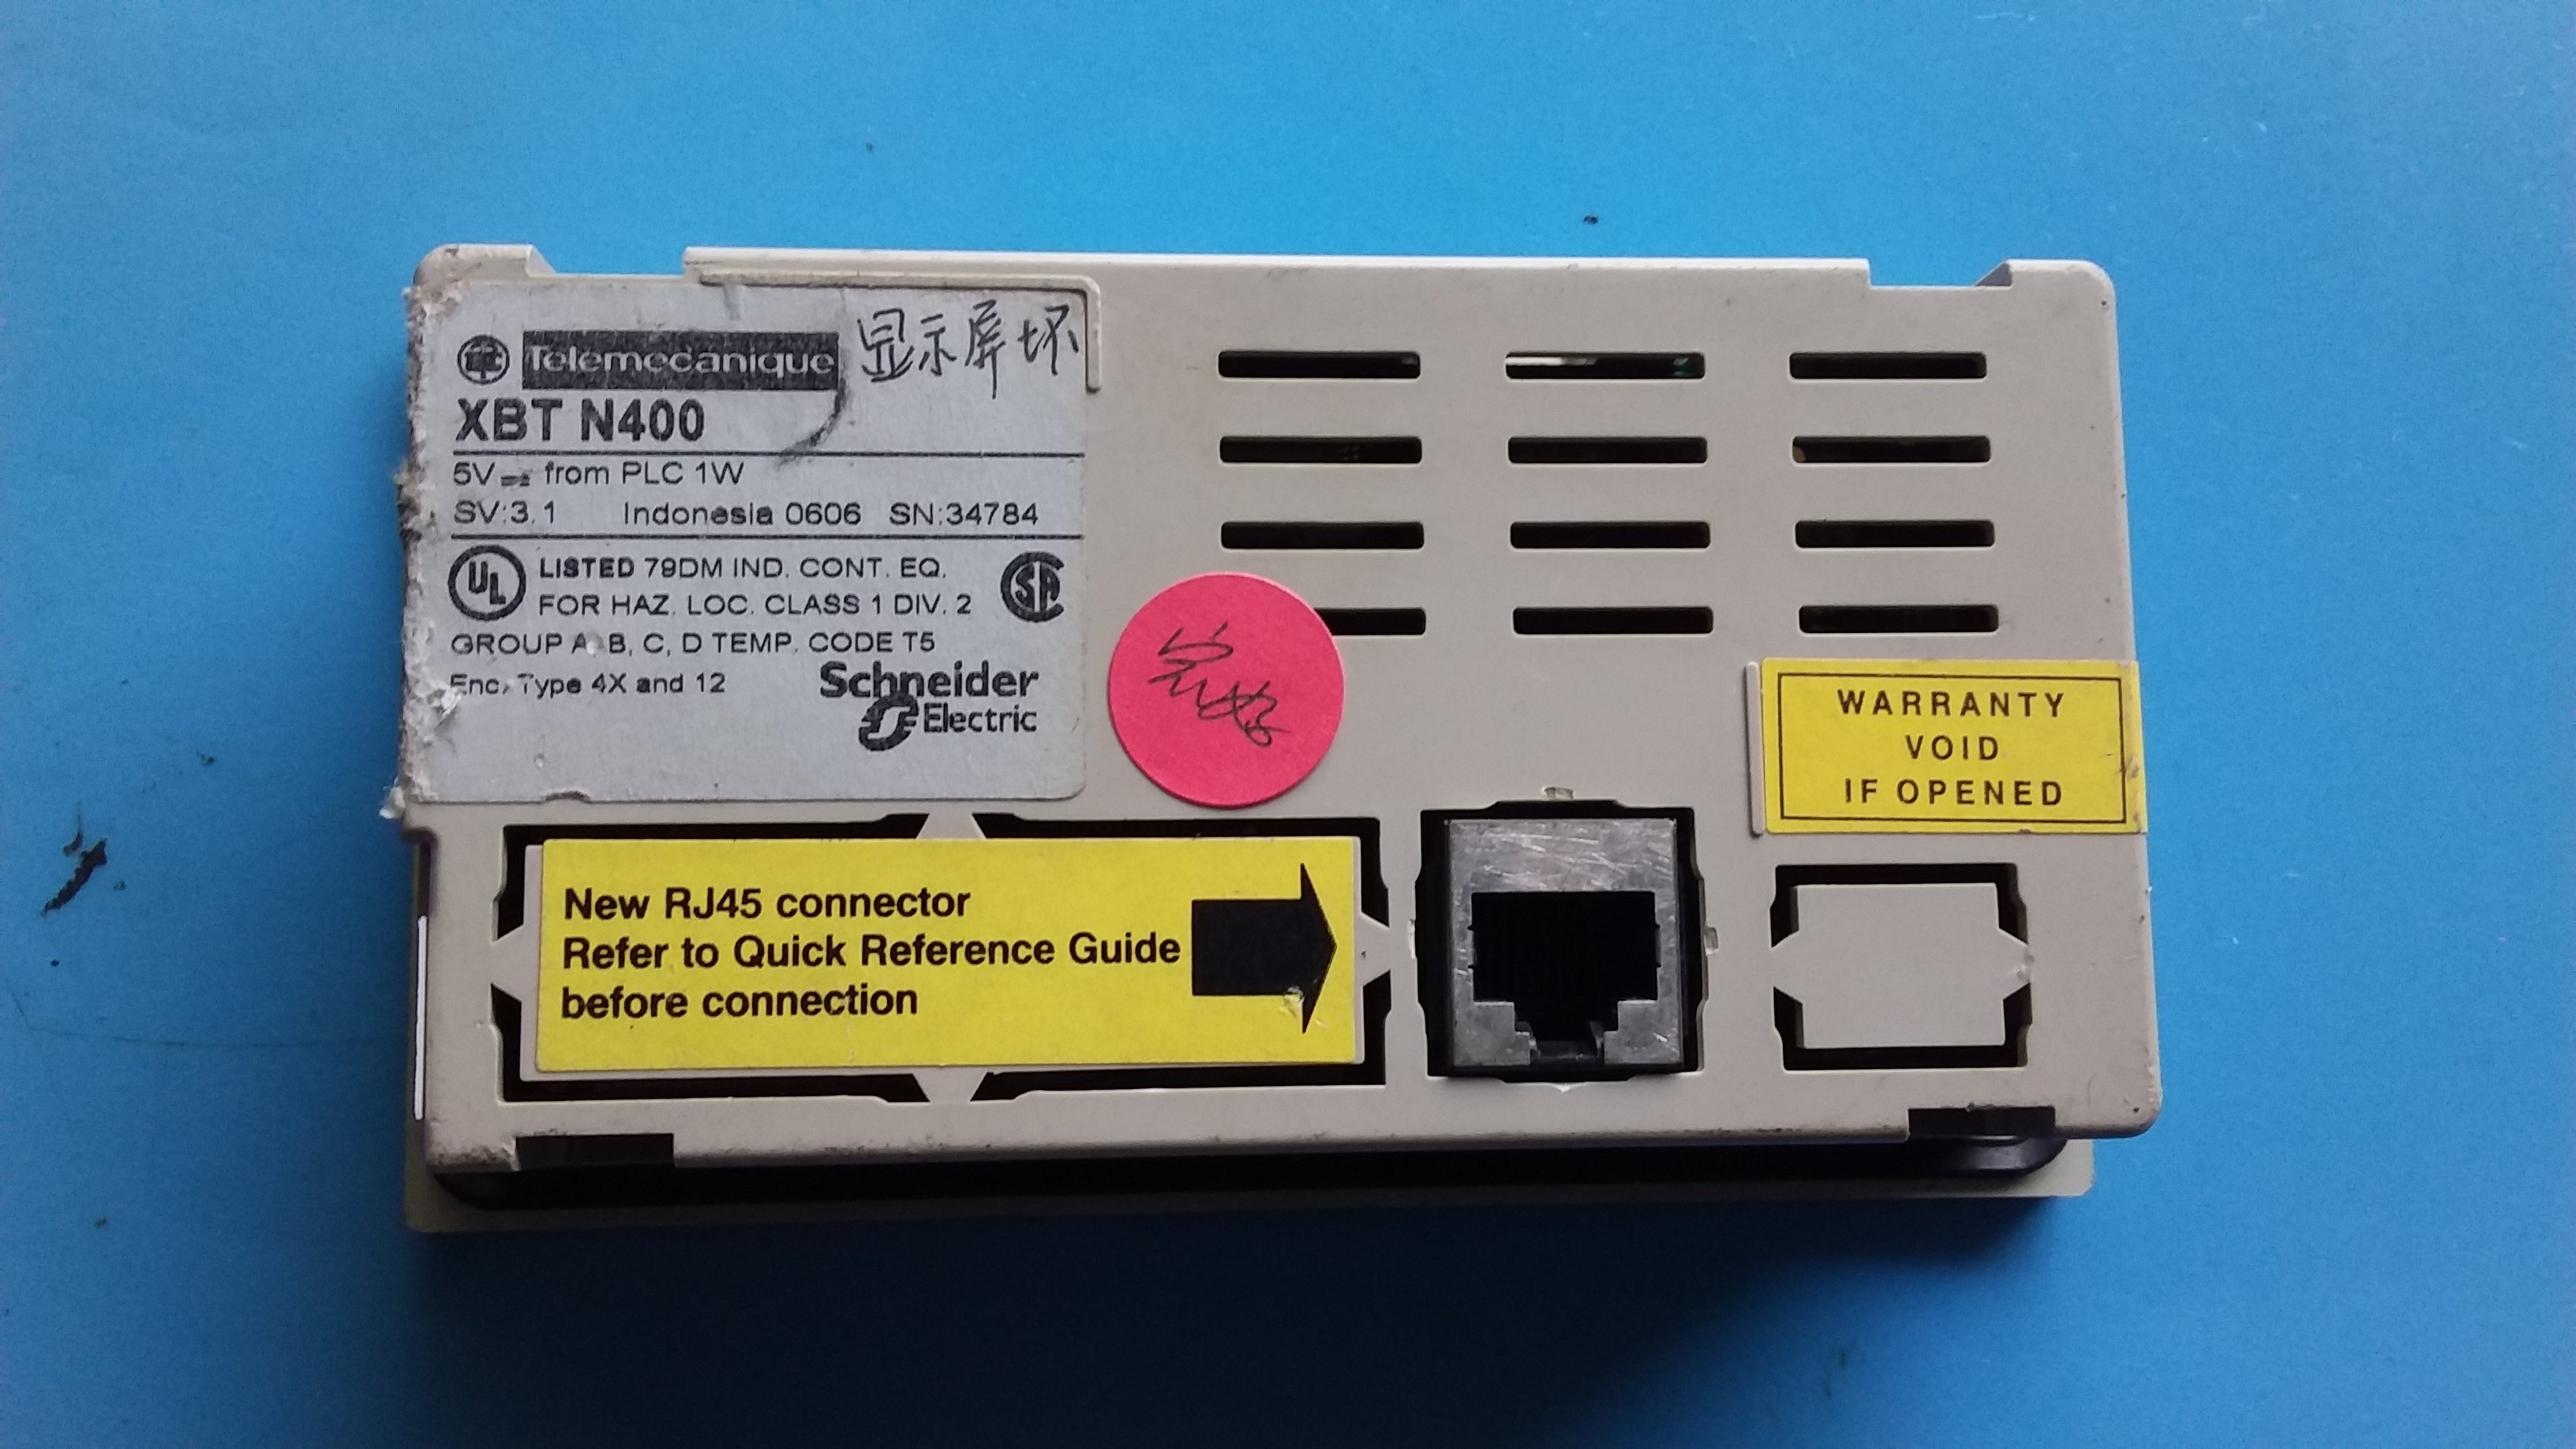 Telemecanique
显示屏坏
XBT N400
5V from PLC 1W
SV:3.1 Indonesia 0606 SN:34784
UL
LISTED 79DM IND. CONT. EQ.
FOR HAZ. LOC. CLASS 1 DIV. 2
GROUP A, B, C, D TEMP. CODE T5
Enc. Type 4X and 12
Schneider
Electric
WARRANTY
VOID
IF OPENED
New RJ45 connector
Refer to Quick Reference Guide
before connection